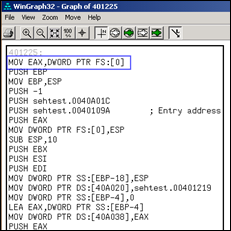 WinGraph32 - Graph of 401225
File View Zoom Move Help
401225:
MOV EAX,DWORD PTR FS:[0]
PUSH EBP
MOV EBP,ESP
PUSH -1
PUSH sehtest.0040A01C
PUSH sehtest.0040109A ; Entry address
PUSH EAX
MOV DWORD PTR FS:[0],ESP
SUB ESP,10
PUSH EBX
PUSH ESI
PUSH EDI
MOV DWORD PTR SS:[EBP-18],ESP
MOV DWORD PTR DS:[40A020],sehtest.00401219
MOV DWORD PTR SS:[EBP-4],0
LEA EAX,DWORD PTR SS:[EBP-4]
MOV DWORD PTR DS:[40A038],EAX
PUSH EAX